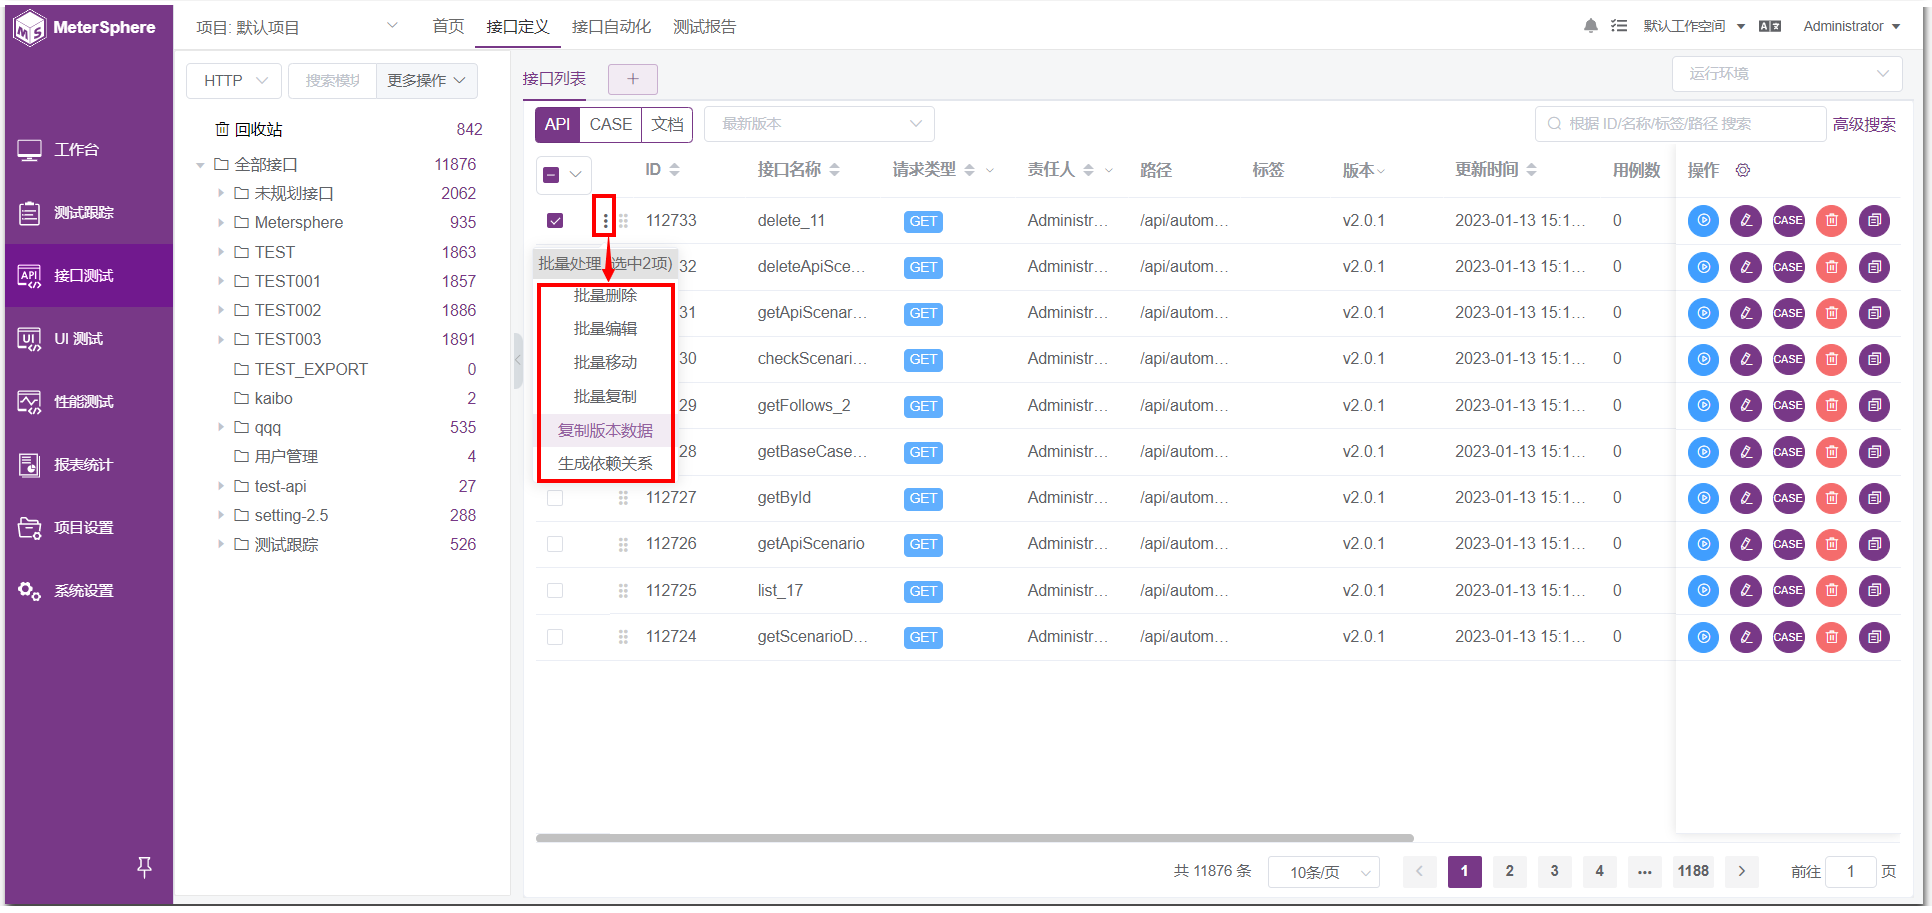 MeterSphere
项目: 默认项目
首页
接口定义
接口自动化
测试报告
默认工作空间
Administrator
工作台
测试跟踪
接口测试
UI 测试
性能测试
报表统计
项目设置
系统设置
HTTP
搜索模块
更多操作
回收站 842
全部接口 11876
未规划接口 2062
Metersphere 935
TEST 1863
TEST001 1857
TEST002 1886
TEST003 1891
TEST_EXPORT 0
kaibo 2
qqq 535
用户管理 4
test-api 27
setting-2.5 288
测试跟踪 526
接口列表
+
运行环境
API CASE 文档
最新版本
根据 ID/名称/标签/路径 搜索
高级搜索
ID 接口名称 请求类型 责任人 路径 标签 版本 更新时间 用例数 操作
112733 delete_11 GET Administr... /api/autom... v2.0.1 2023-01-13 15:1... 0 CASE
32 deleteApiSce... GET Administr... /api/autom... v2.0.1 2023-01-13 15:1... 0 CASE
31 getApiScenar... GET Administr... /api/autom... v2.0.1 2023-01-13 15:1... 0 CASE
30 checkScenari... GET Administr... /api/autom... v2.0.1 2023-01-13 15:1... 0 CASE
29 getFollows_2 GET Administr... /api/autom... v2.0.1 2023-01-13 15:1... 0 CASE
28 getBaseCase... GET Administr... /api/autom... v2.0.1 2023-01-13 15:1... 0 CASE
112727 getById GET Administr... /api/autom... v2.0.1 2023-01-13 15:1... 0 CASE
112726 getApiScenario GET Administr... /api/autom... v2.0.1 2023-01-13 15:1... 0 CASE
112725 list_17 GET Administr... /api/autom... v2.0.1 2023-01-13 15:1... 0 CASE
112724 getScenarioD... GET Administr... /api/autom... v2.0.1 2023-01-13 15:1... 0 CASE
批量处理 选中2项)
批量删除
批量编辑
批量移动
批量复制
复制版本数据
生成依赖关系
共 11876 条
10条/页
1 2 3 4 ... 1188
前往 1 页